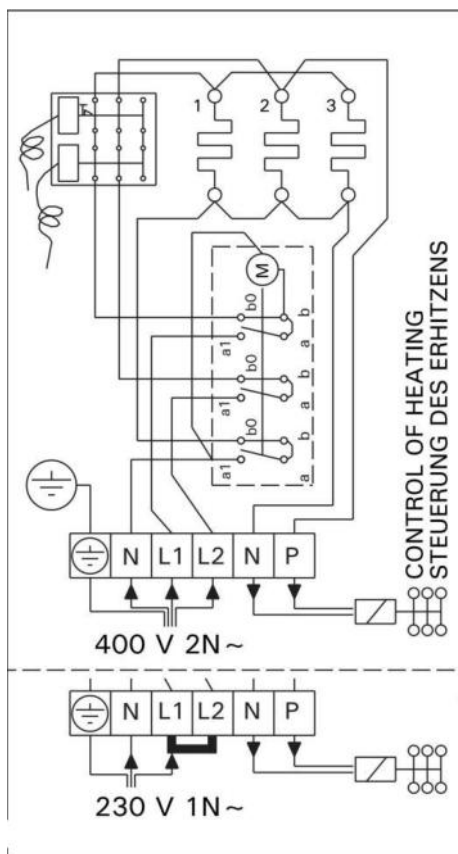 1 2 3
M
b0 b
a1 a
b0 b
a1 a
b0 b
a1 a
CONTROL OF HEATING
STEUERUNG DES ERHITZENS
N L1 L2 N P
400 V 2N~
N L1 L2 N P
230 V 1N~